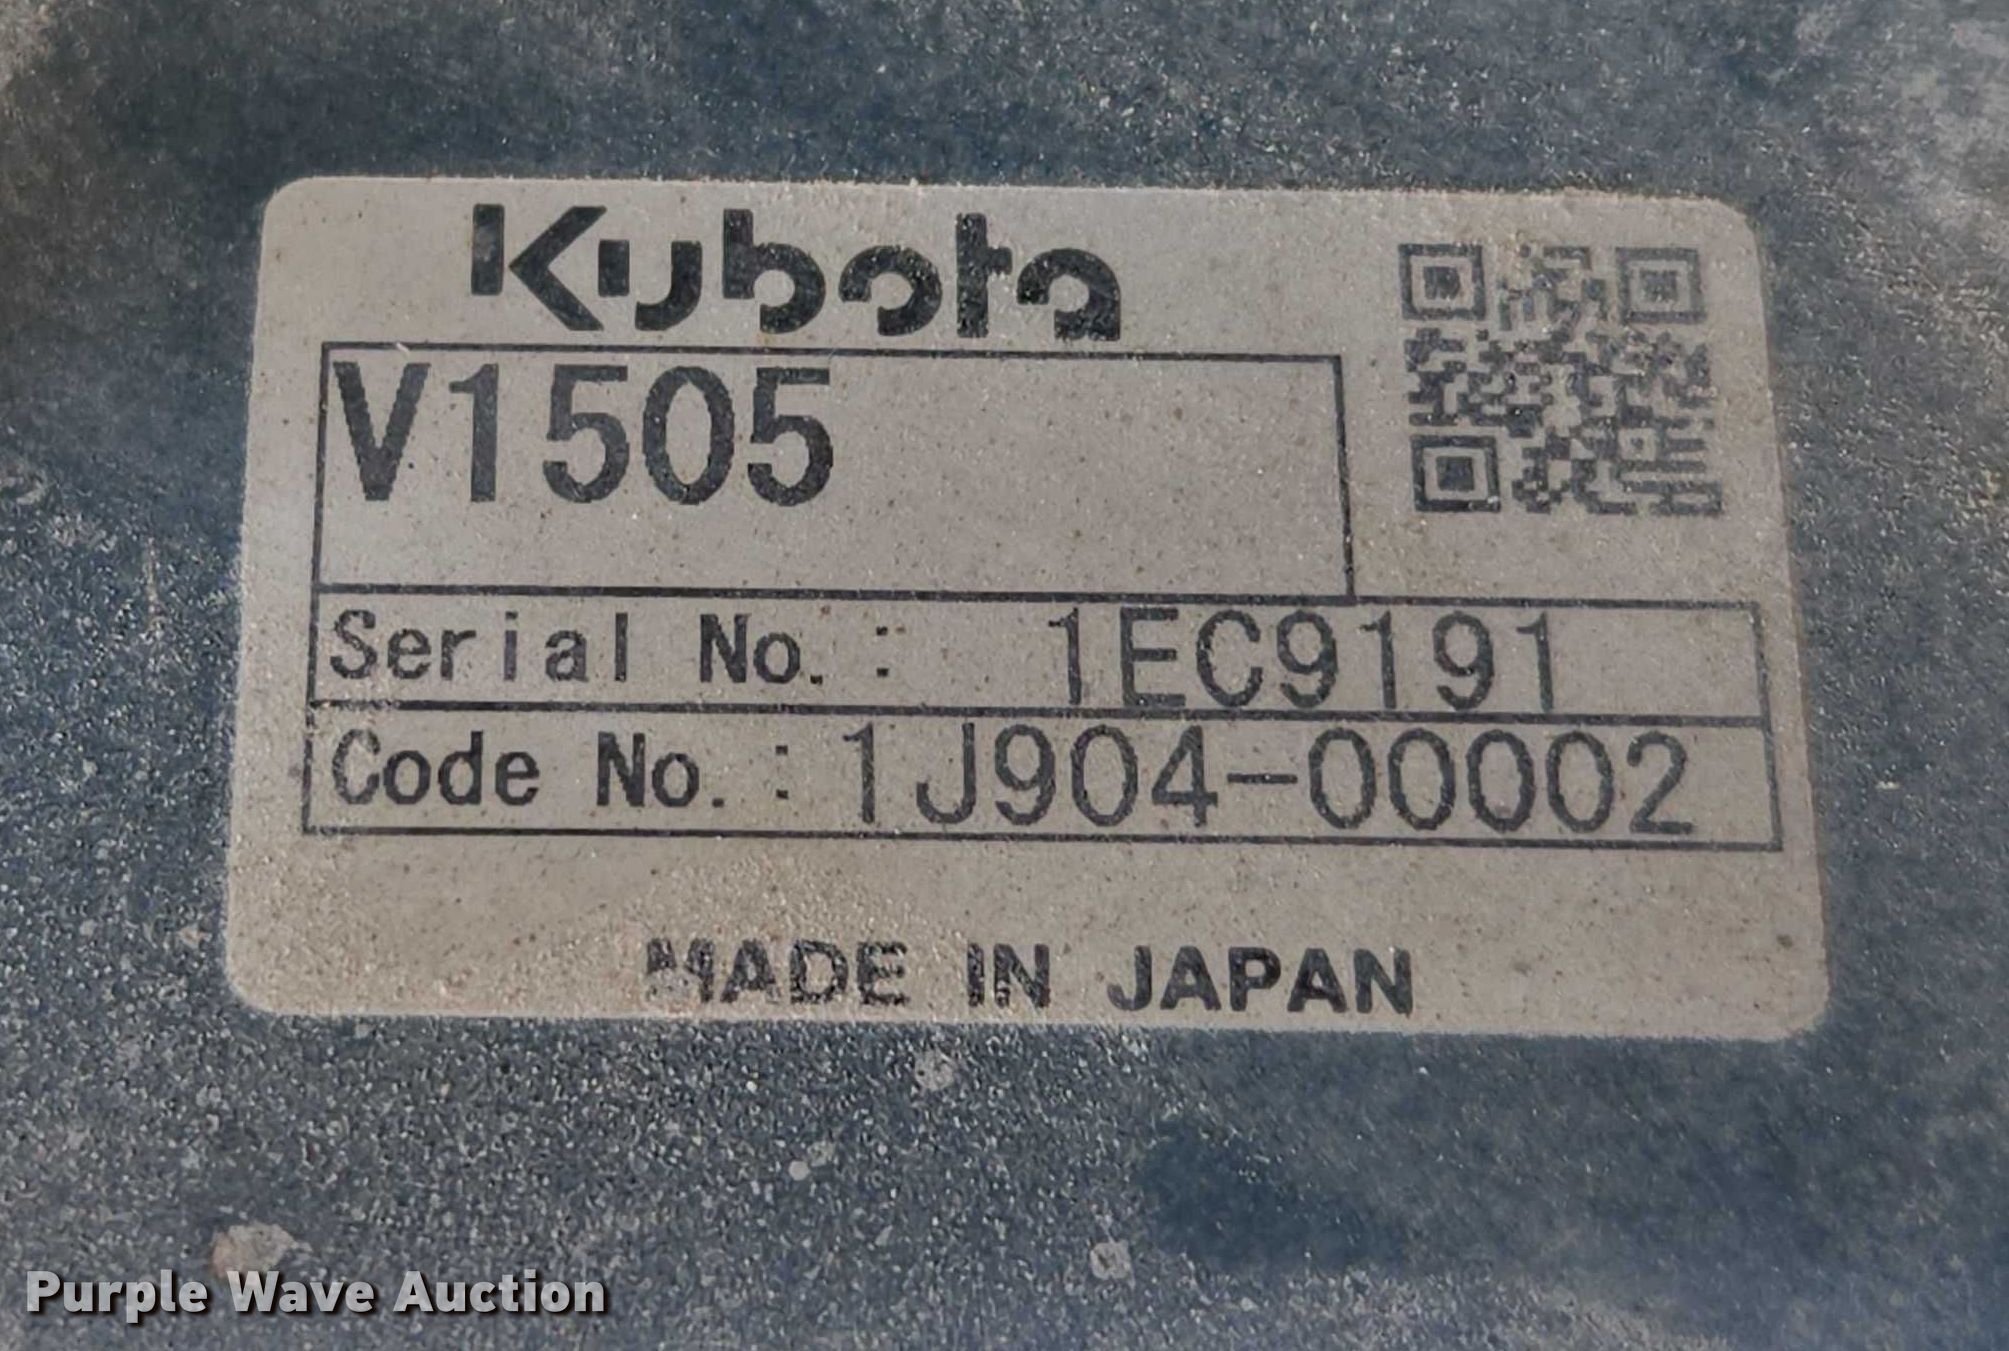 Kubota
V1505
Serial No.: 1EC9191
Code No.: 1J904-00002
MADE IN JAPAN
Purple Wave Auction